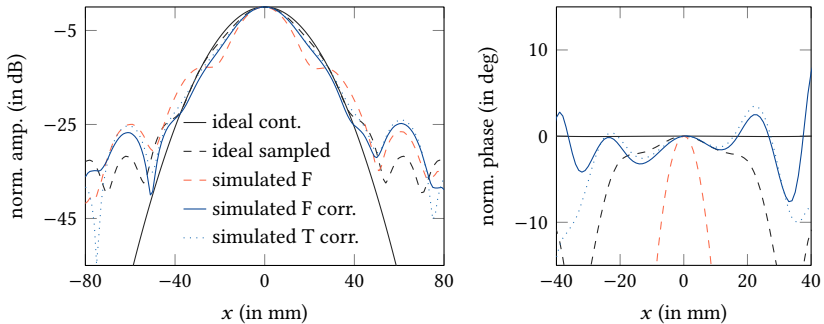 norm. amp. (in dB)
−5
−25
−45
ideal cont.
ideal sampled
simulated F
simulated F corr.
simulated T corr.
−80 −40 0 40 80
x (in mm)
norm. phase (in deg)
15
0
−10
−40 −20 0 20 40
x (in mm)